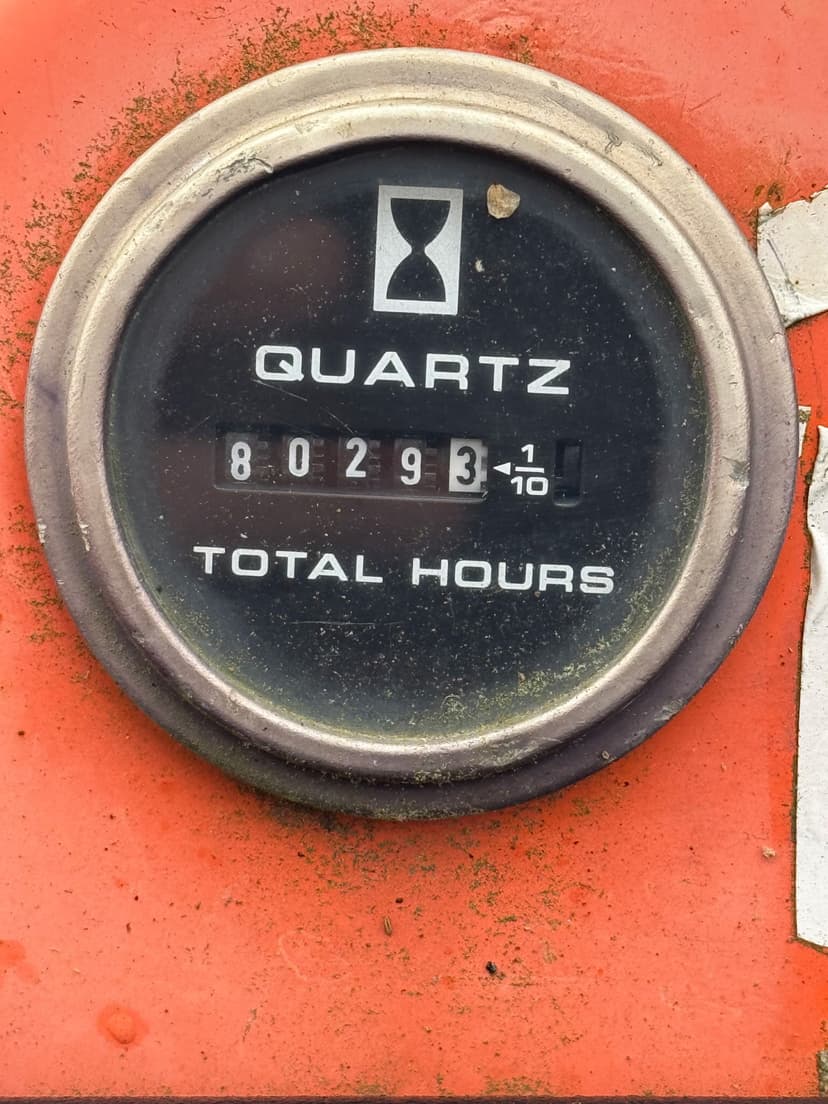 QUARTZ
80293 ◄ 1/10
TOTAL HOURS